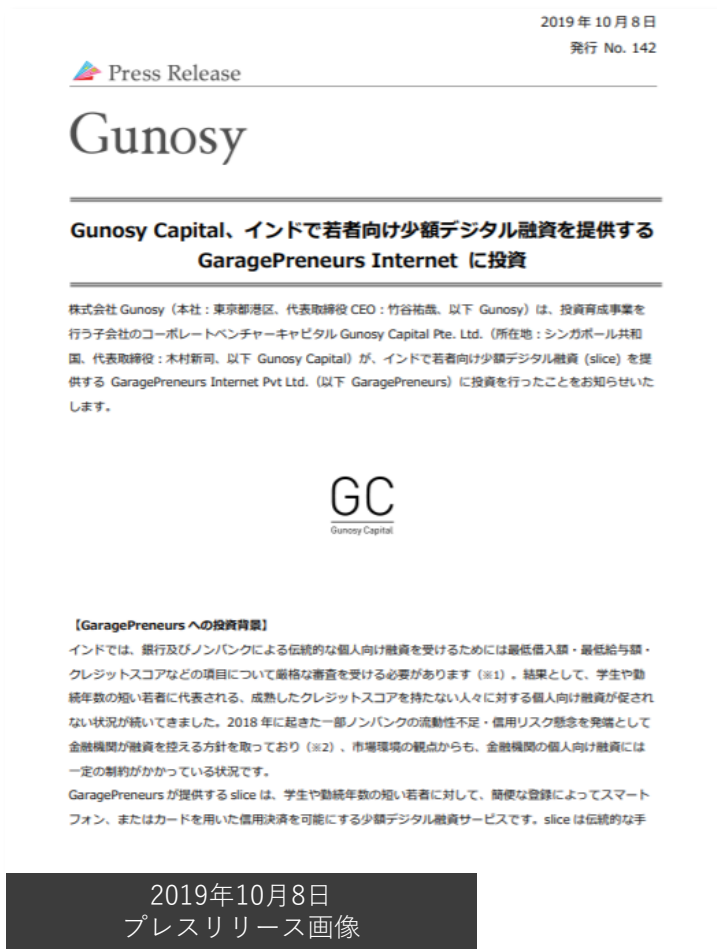 2019年10月8日
発行 No. 142
Press Release
Gunosy
Gunosy Capital、インドで若者向け少額デジタル融資を提供する
GaragePreneurs Internet に投資
株式会社 Gunosy（本社：東京都港区、代表取締役 CEO：竹谷祐哉、以下 Gunosy）は、投資育成事業を
行う子会社のコーポレートベンチャーキャピタル Gunosy Capital Pte. Ltd.（所在地：シンガポール共和
国、代表取締役：木村新司、以下 Gunosy Capital）が、インドで若者向け少額デジタル融資 (slice) を提
供する GaragePreneurs Internet Pvt Ltd.（以下 GaragePreneurs）に投資を行ったことをお知らせいた
します。
GC
Gunosy Capital
【GaragePreneurs への投資背景】
インドでは、銀行及びノンバンクによる伝統的な個人向け融資を受けるためには最低借入額・最低給与額・
クレジットスコアなどの項目について厳格な審査を受ける必要があります（※1）。結果として、学生や勤
続年数の短い若者に代表される、成熟したクレジットスコアを持たない人々に対する個人向け融資が促され
ない状況が続いてきました。2018 年に起きた一部ノンバンクの流動性不足・信用リスク懸念を発端として
金融機関が融資を控える方針を取っており（※2）、市場環境の観点からも、金融機関の個人向け融資には
一定の制約がかかっている状況です。
GaragePreneurs が提供する slice は、学生や勤続年数の短い若者に対して、簡便な登録によってスマート
フォン、またはカードを用いた信用決済を可能にする少額デジタル融資サービスです。slice は伝統的な手
2019年10月8日
プレスリリース画像